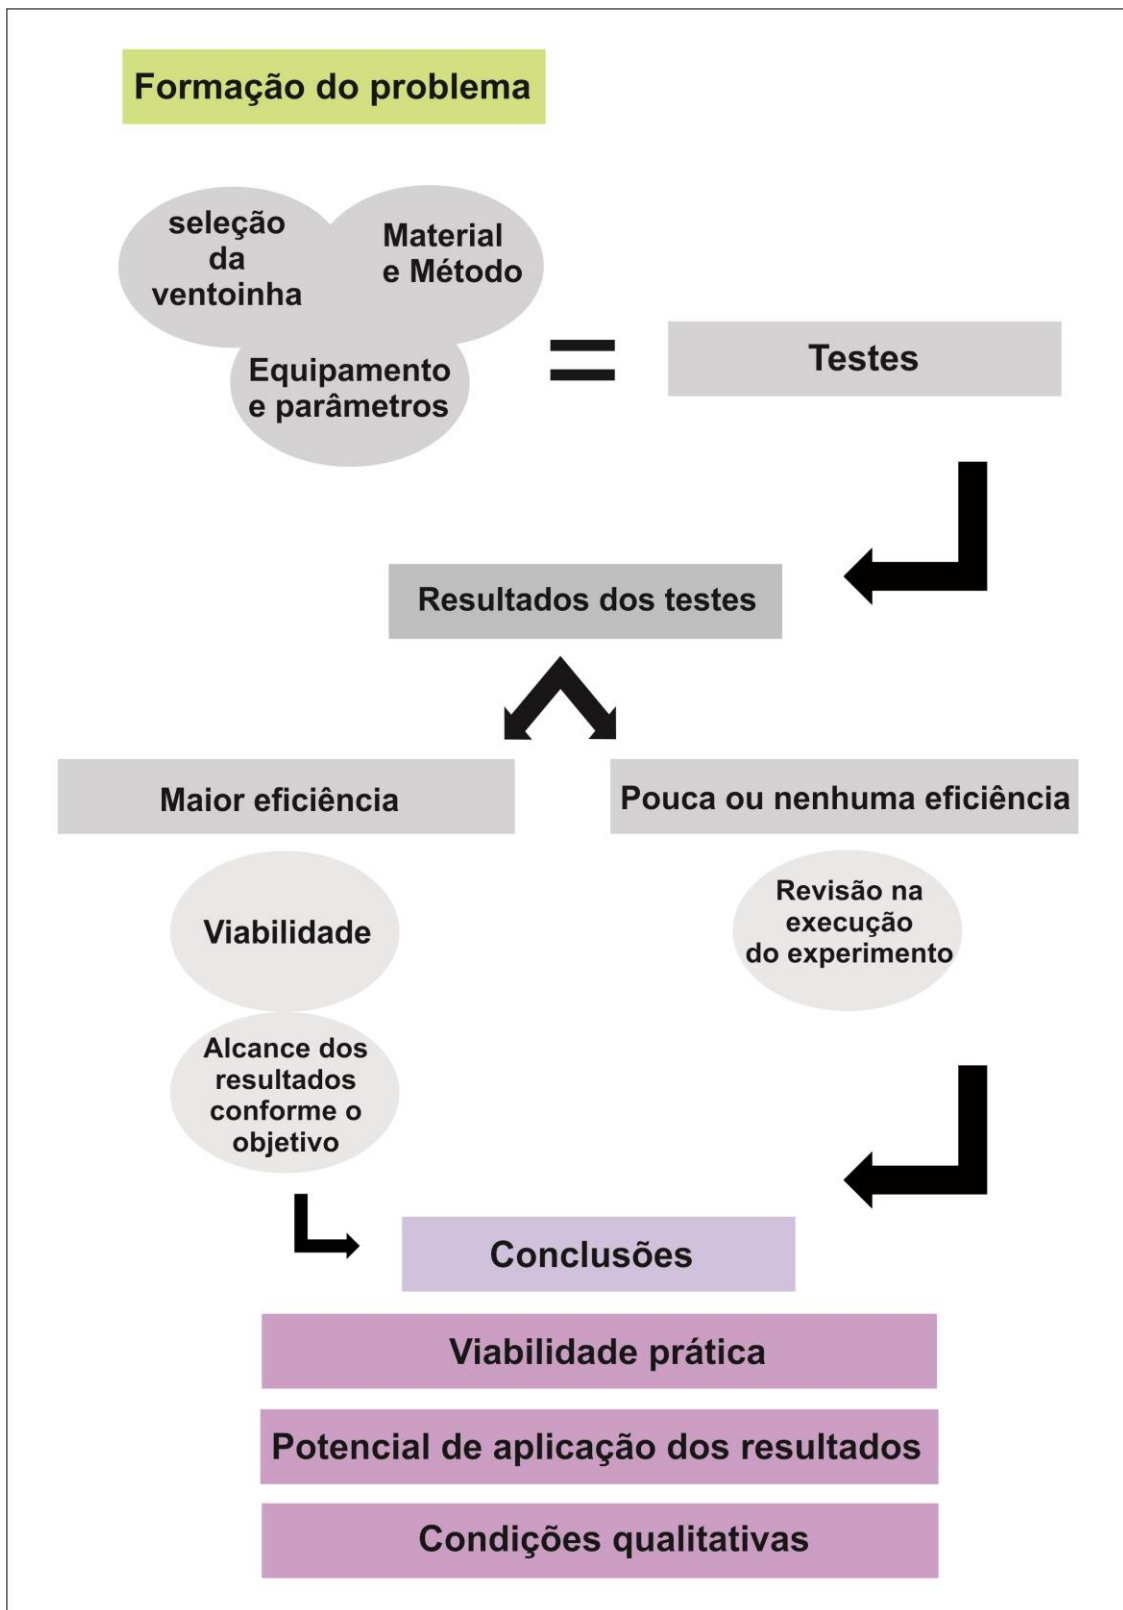 Formação do problema
seleção
da
ventoinha
Material
e Método
Equipamento
e parâmetros
=
Testes
Resultados dos testes
Maior eficiência
Pouca ou nenhuma eficiência
Viabilidade
Revisão na
execução
do experimento
Alcance dos
resultados
conforme o
objetivo
Conclusões
Viabilidade prática
Potencial de aplicação dos resultados
Condições qualitativas